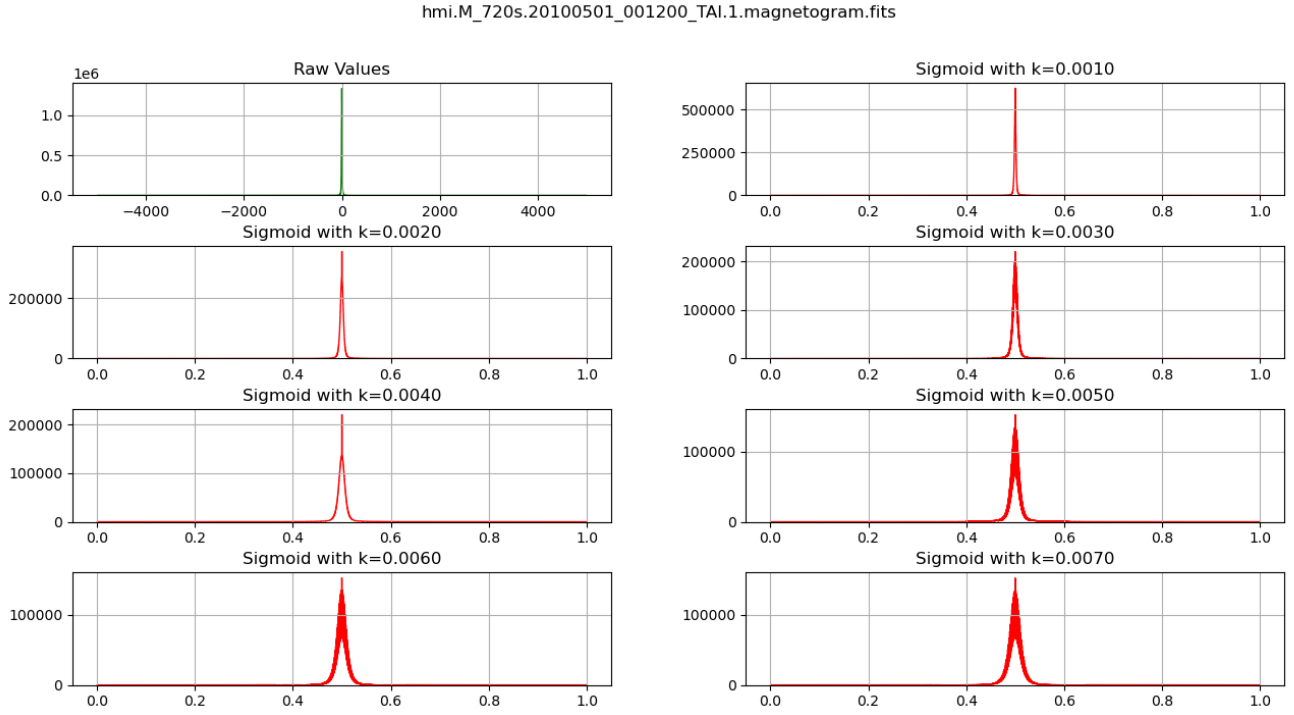 hmi.M_720s.20100501_001200_TAI.1.magnetogram.fits
Raw Values
1e6
1.0
0.5
0.0
−4000 −2000 0 2000 4000
Sigmoid with k=0.0010
500000
250000
0
0.0 0.2 0.4 0.6 0.8 1.0
Sigmoid with k=0.0020
200000
0
0.0 0.2 0.4 0.6 0.8 1.0
Sigmoid with k=0.0030
200000
100000
0
0.0 0.2 0.4 0.6 0.8 1.0
Sigmoid with k=0.0040
200000
100000
0
0.0 0.2 0.4 0.6 0.8 1.0
Sigmoid with k=0.0050
100000
0
0.0 0.2 0.4 0.6 0.8 1.0
Sigmoid with k=0.0060
100000
0
0.0 0.2 0.4 0.6 0.8 1.0
Sigmoid with k=0.0070
100000
0
0.0 0.2 0.4 0.6 0.8 1.0